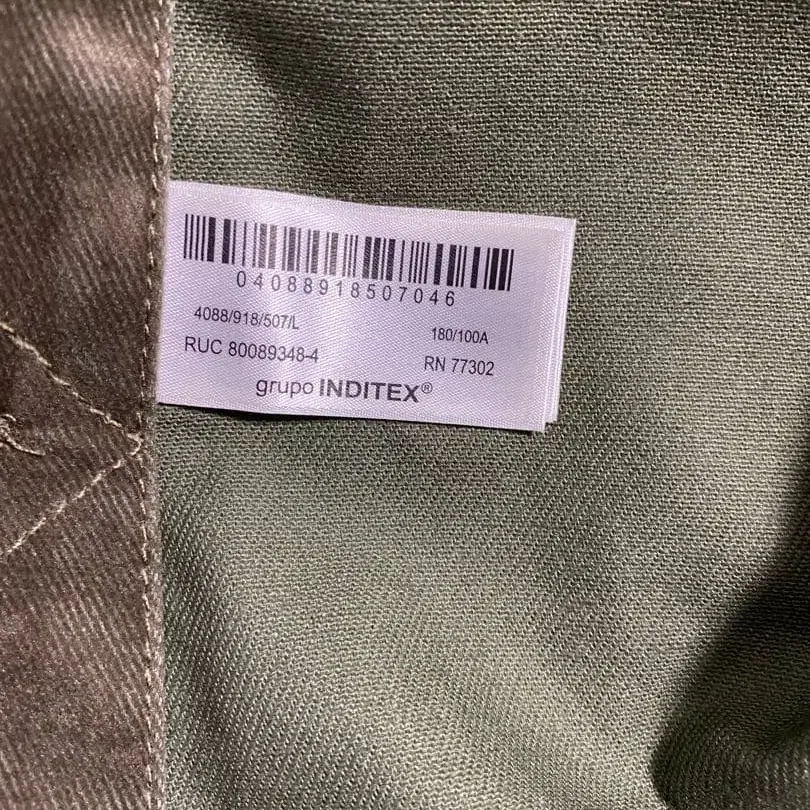 04088918507046
4088/918/507/L 180/100A
RUC 80089348-4 RN 77302
grupo INDITEX®